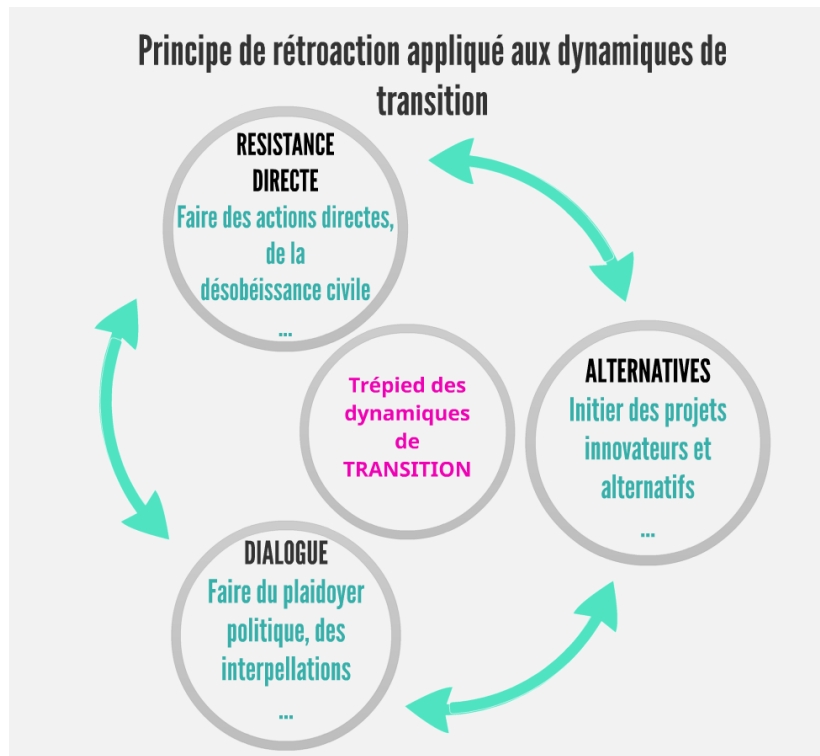 Principe de rétroaction appliqué aux dynamiques de
transition
RESISTANCE
DIRECTE
Faire des actions directes,
de la
désobéissance civile
...
Trépied des
dynamiques
de
TRANSITION
ALTERNATIVES
Initier des projets
innovateurs et
alternatifs
...
DIALOGUE
Faire du plaidoyer
politique, des
interpellations
...